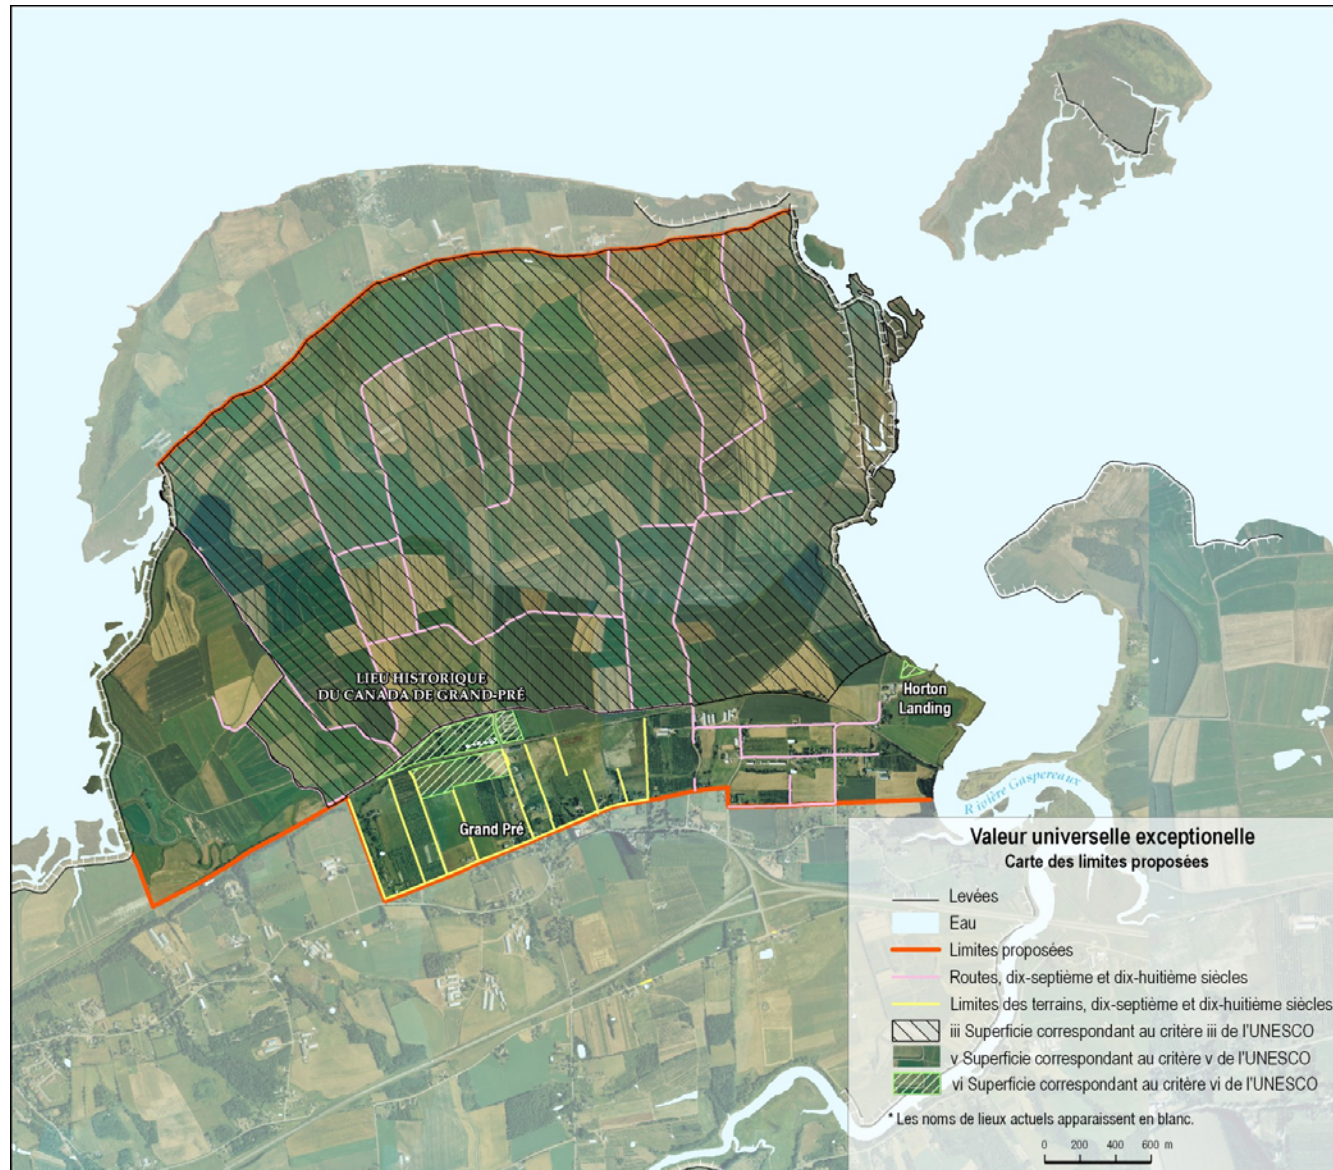 LIEU HISTORIQUE
DU CANADA DE GRAND-PRÉ
Horton
Landing
Grand Pré
Rivière Gaspereaux
Valeur universelle exceptionelle
Carte des limites proposées
Levées
Eau
Limites proposées
Routes, dix-septième et dix-huitième siècles
Limites des terrains, dix-septième et dix-huitième siècles
iii Superficie correspondant au critère iii de l'UNESCO
v Superficie correspondant au critère v de l'UNESCO
vi Superficie correspondant au critère vi de l'UNESCO
* Les noms de lieux actuels apparaissent en blanc.
0 200 400 600 m